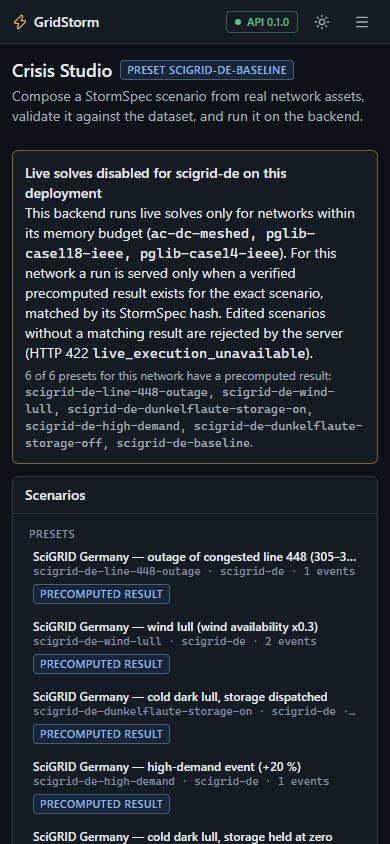 GridStorm
API 0.1.0
Crisis Studio
PRESET SCIGRID-DE-BASELINE
Compose a StormSpec scenario from real network assets,
validate it against the dataset, and run it on the backend.
Live solves disabled for scigrid-de on this
deployment
This backend runs live solves only for networks within
its memory budget (ac-dc-meshed, pglib-
case118-ieee, pglib-case14-ieee). For this
network a run is served only when a verified
precomputed result exists for the exact scenario,
matched by its StormSpec hash. Edited scenarios
without a matching result are rejected by the server
(HTTP 422 live_execution_unavailable).
6 of 6 presets for this network have a precomputed result:
scigrid-de-line-448-outage, scigrid-de-wind-
lull, scigrid-de-dunkelflaute-storage-on,
scigrid-de-high-demand, scigrid-de-dunkelflaute-
storage-off, scigrid-de-baseline.
Scenarios
PRESETS
SciGRID Germany — outage of congested line 448 (305–3...
scigrid-de-line-448-outage · scigrid-de · 1 events
PRECOMPUTED RESULT
SciGRID Germany — wind lull (wind availability x0.3)
scigrid-de-wind-lull · scigrid-de · 2 events
PRECOMPUTED RESULT
SciGRID Germany — cold dark lull, storage dispatched
scigrid-de-dunkelflaute-storage-on · scigrid-de ·...
PRECOMPUTED RESULT
SciGRID Germany — high-demand event (+20 %)
scigrid-de-high-demand · scigrid-de · 1 events
PRECOMPUTED RESULT
SciGRID Germany — cold dark lull, storage held at zero